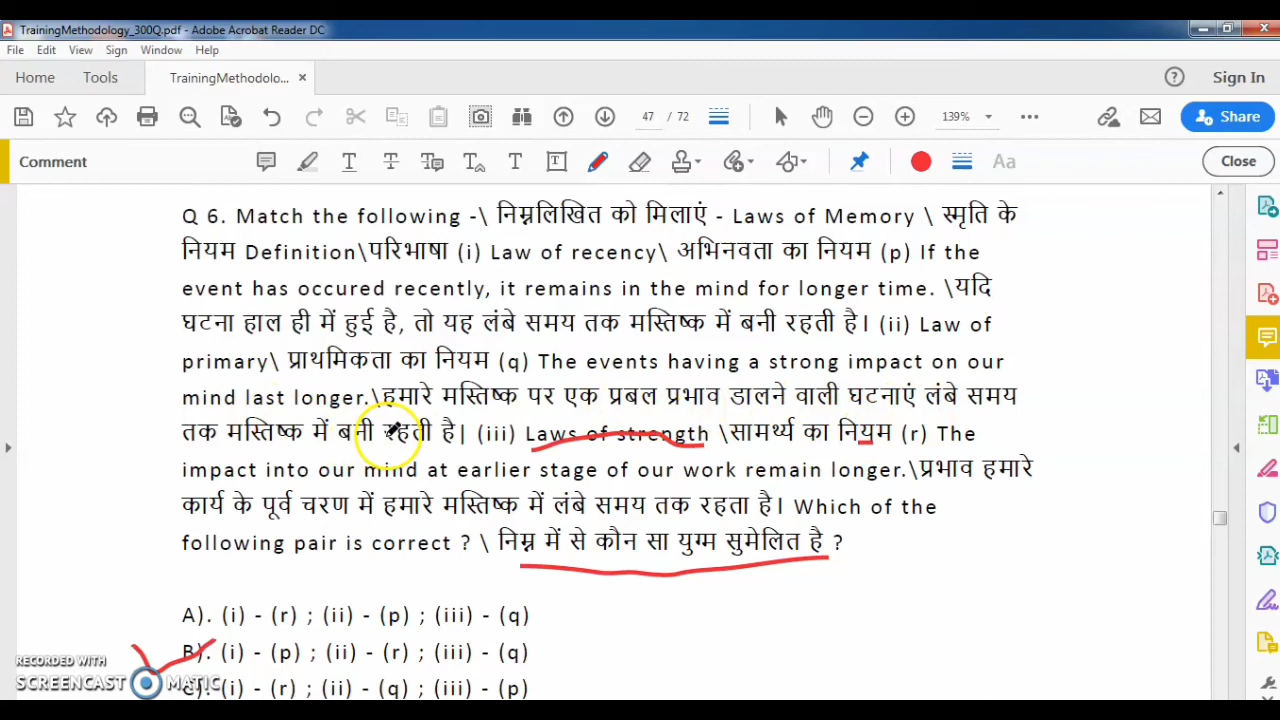 TrainingMethodology_300Q.pdf - Adobe Acrobat Reader DC
File Edit View Window Help
Home Tools TrainingMethodolo... × Sign In
47 / 72 139% Share
Comment Close
Q 6. Match the following -\ निम्नलिखित को मिलाएं - Laws of Memory \ स्मृति के
नियम Definition\परिभाषा (i) Law of recency\ अभिनवता का नियम (p) If the
event has occured recently, it remains in the mind for longer time. \यदि
घटना हाल ही में हुई है, तो यह लंबे समय तक मस्तिष्क में बनी रहती है। (ii) Law of
primary\ प्राथमिकता का नियम (q) The events having a strong impact on our
mind last longer.\हमारे मस्तिष्क पर एक प्रबल प्रभाव डालने वाली घटनाएं लंबे समय
तक मस्तिष्क में बनी रहती है| (iii) Laws of strength \सामर्थ्य का नियम (r) The
impact into our mind at earlier stage of our work remain longer.\प्रभाव हमारे
कार्य के पूर्व चरण में हमारे मस्तिष्क में लंबे समय तक रहता है। Which of the
following pair is correct ? \ निम्न में से कौन सा युग्म सुमेलित है ?
A). (i) - (r) ; (ii) - (p) ; (iii) - (q)
B). (i) - (p) ; (ii) - (r) ; (iii) - (q)
C). (i) - (r) ; (ii) - (q) ; (iii) - (p)
RECORDED WITH
SCREENCAST MATIC